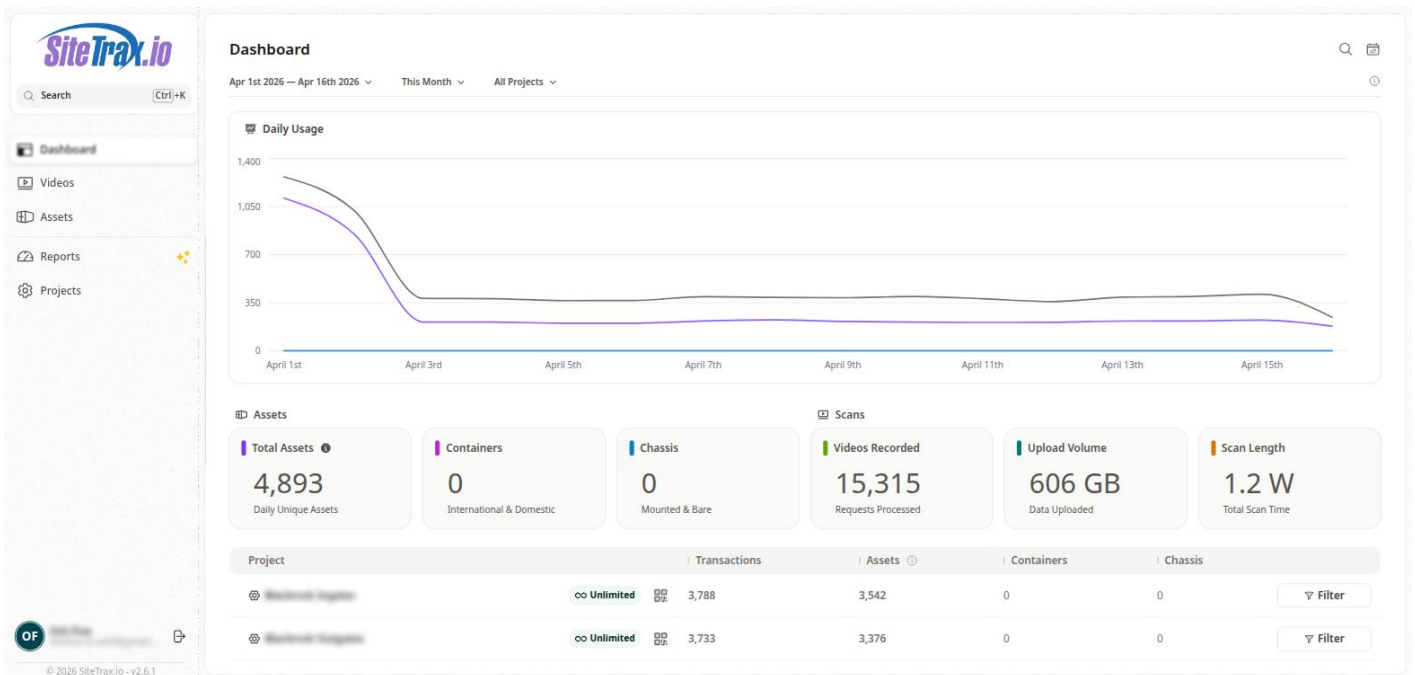 SiteTrax.io
Search Ctrl+K
Dashboard
Videos
Assets
Reports
Projects
OF
© 2026 SiteTrax.io - v2.6.1
Dashboard
Apr 1st 2026 — Apr 16th 2026 This Month All Projects
Daily Usage
1,400
1,050
700
350
0
April 1st April 3rd April 5th April 7th April 9th April 11th April 13th April 15th
Assets
Total Assets
4,893
Daily Unique Assets
Containers
0
International & Domestic
Chassis
0
Mounted & Bare
Scans
Videos Recorded
15,315
Requests Processed
Upload Volume
606 GB
Data Uploaded
Scan Length
1.2 W
Total Scan Time
Project Transactions Assets Containers Chassis
Unlimited 3,788 3,542 0 0 Filter
Unlimited 3,733 3,376 0 0 Filter